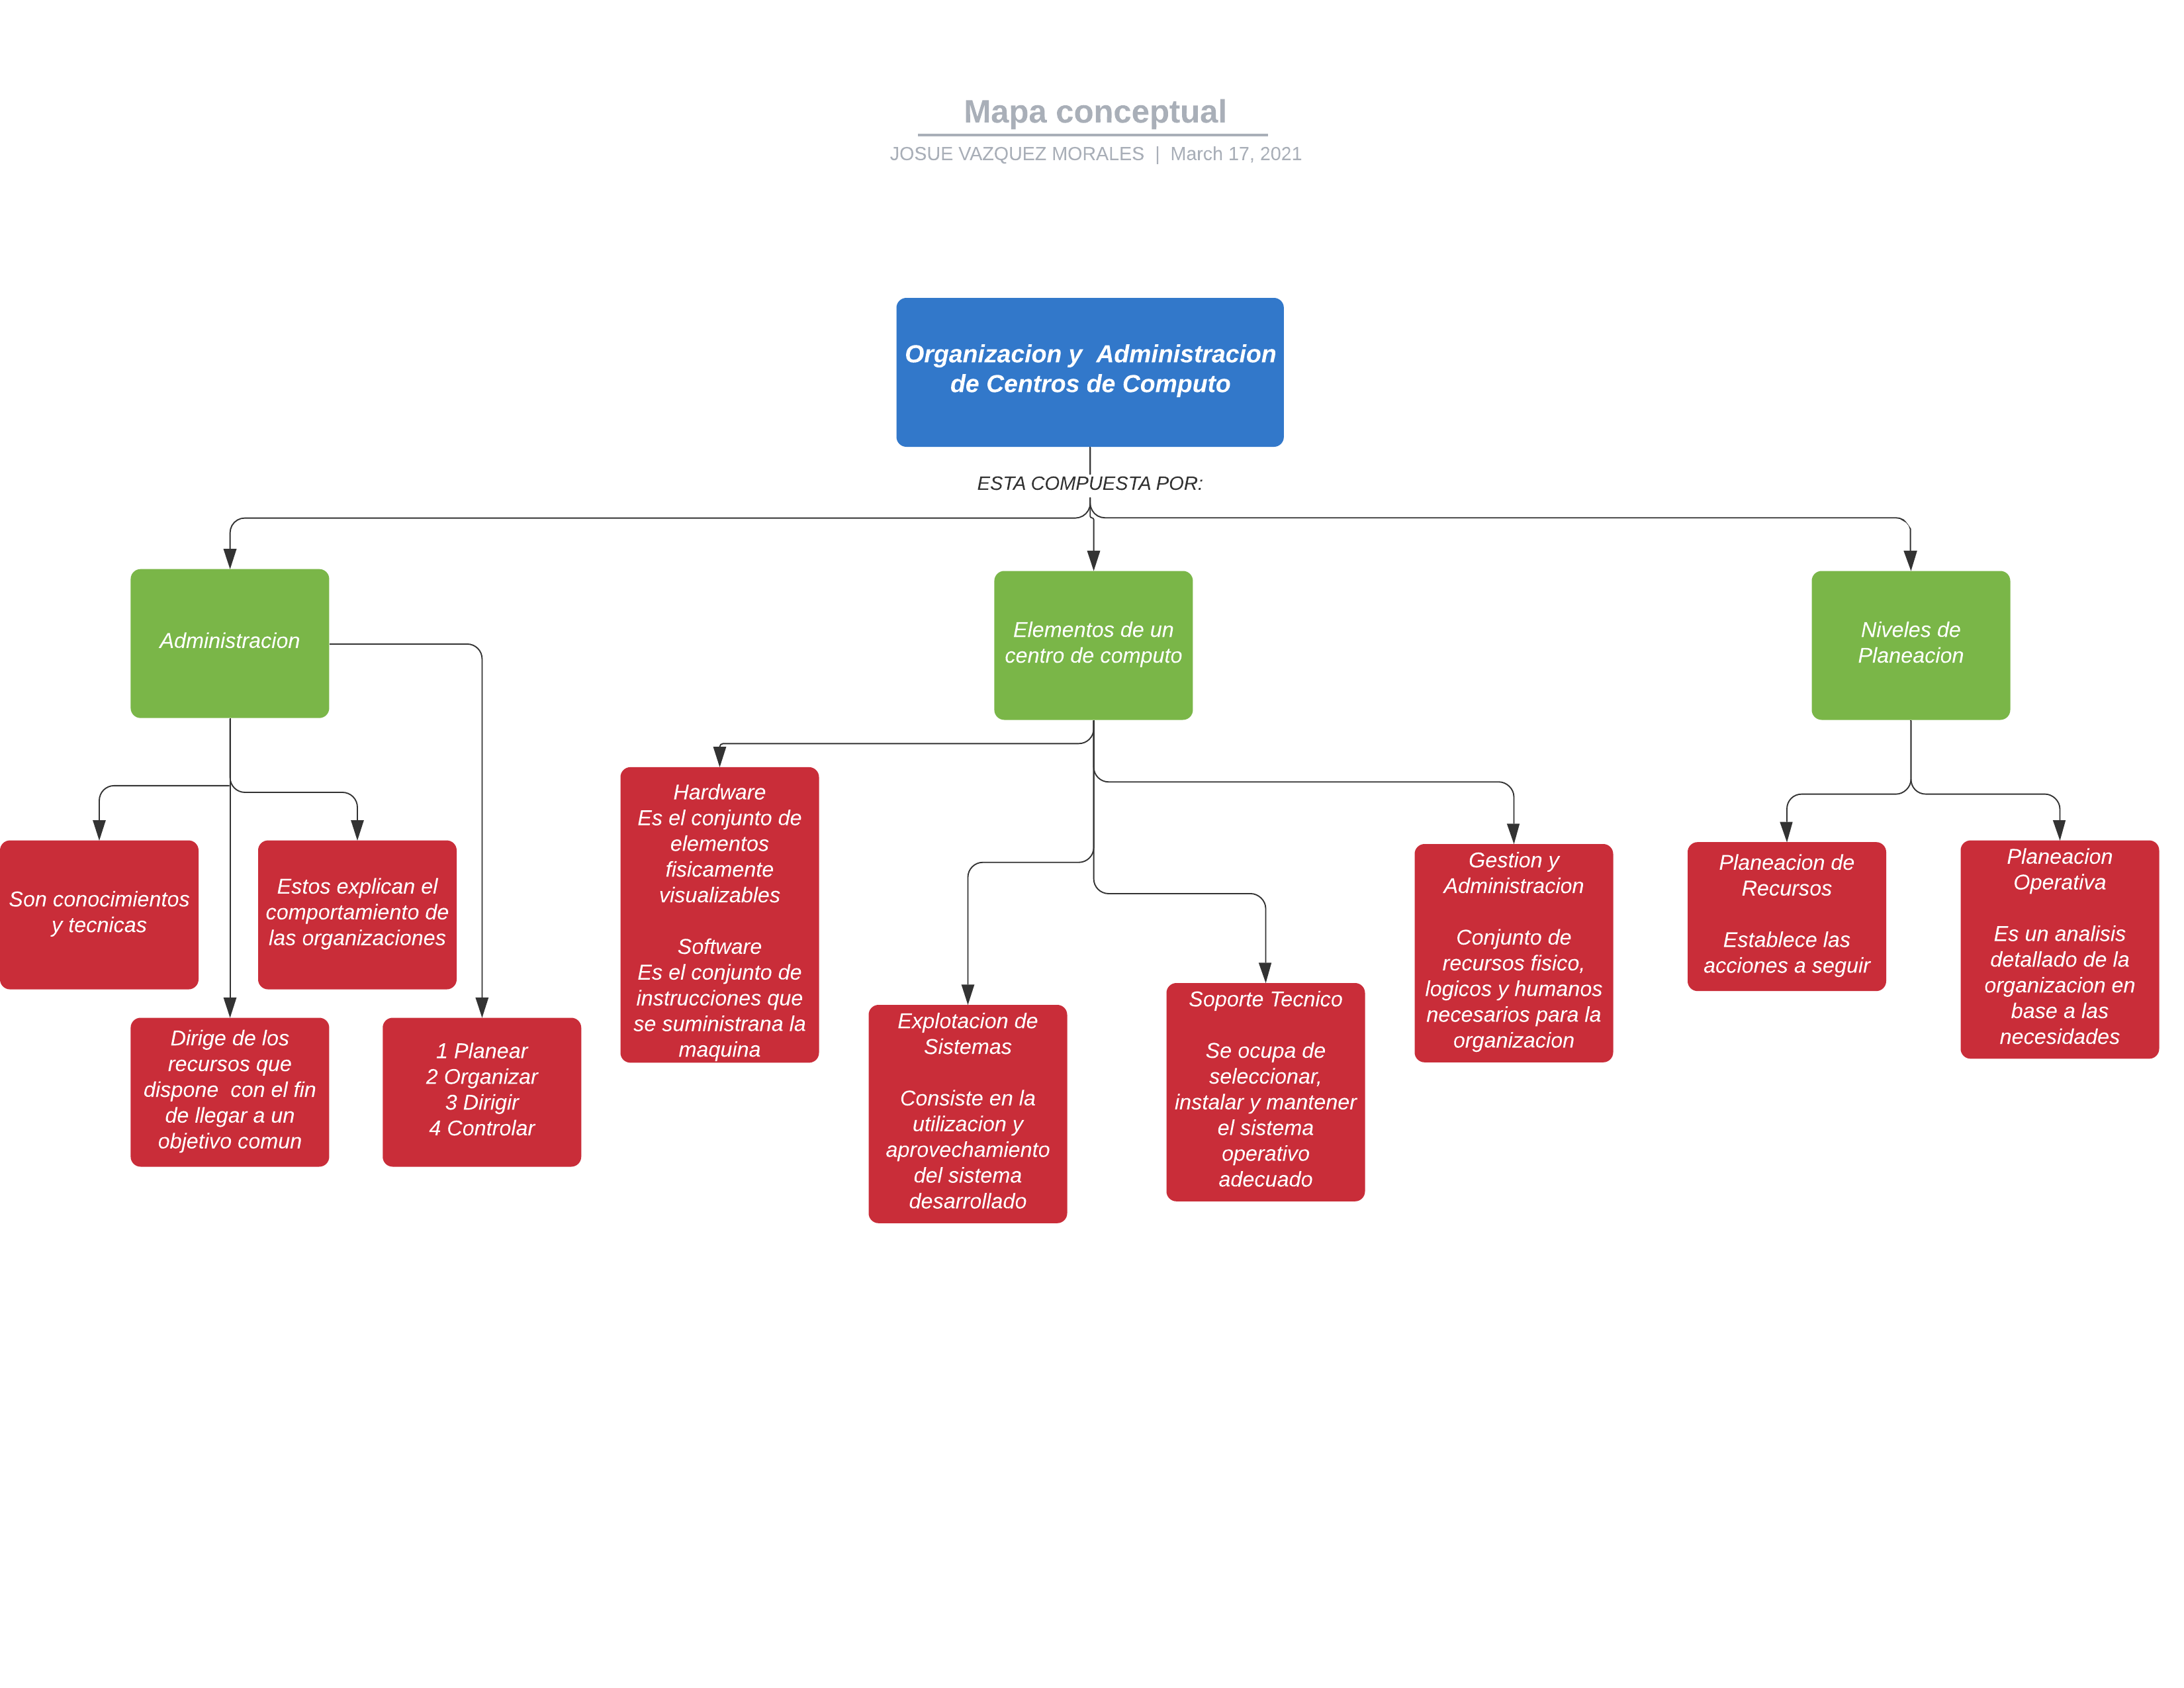 Mapa conceptual
JOSUE VAZQUEZ MORALES | March 17, 2021
Organizacion y  Administracion
de Centros de Computo
ESTA COMPUESTA POR:
Administracion
Elementos de un
centro de computo
Niveles de
Planeacion
Son conocimientos
y tecnicas
Estos explican el
comportamiento de
las organizaciones
Dirige de los
recursos que
dispone  con el fin
de llegar a un
objetivo comun
1 Planear
2 Organizar
3 Dirigir
4 Controlar
Hardware
Es el conjunto de
elementos
fisicamente
visualizables
Software
Es el conjunto de
instrucciones que
se suministrana la
maquina
Explotacion de
Sistemas
Consiste en la
utilizacion y
aprovechamiento
del sistema
desarrollado
Soporte Tecnico
Se ocupa de
seleccionar,
instalar y mantener
el sistema
operativo
adecuado
Gestion y
Administracion
Conjunto de
recursos fisico,
logicos y humanos
necesarios para la
organizacion
Planeacion de
Recursos
Establece las
acciones a seguir
Planeacion
Operativa
Es un analisis
detallado de la
organizacion en
base a las
necesidades